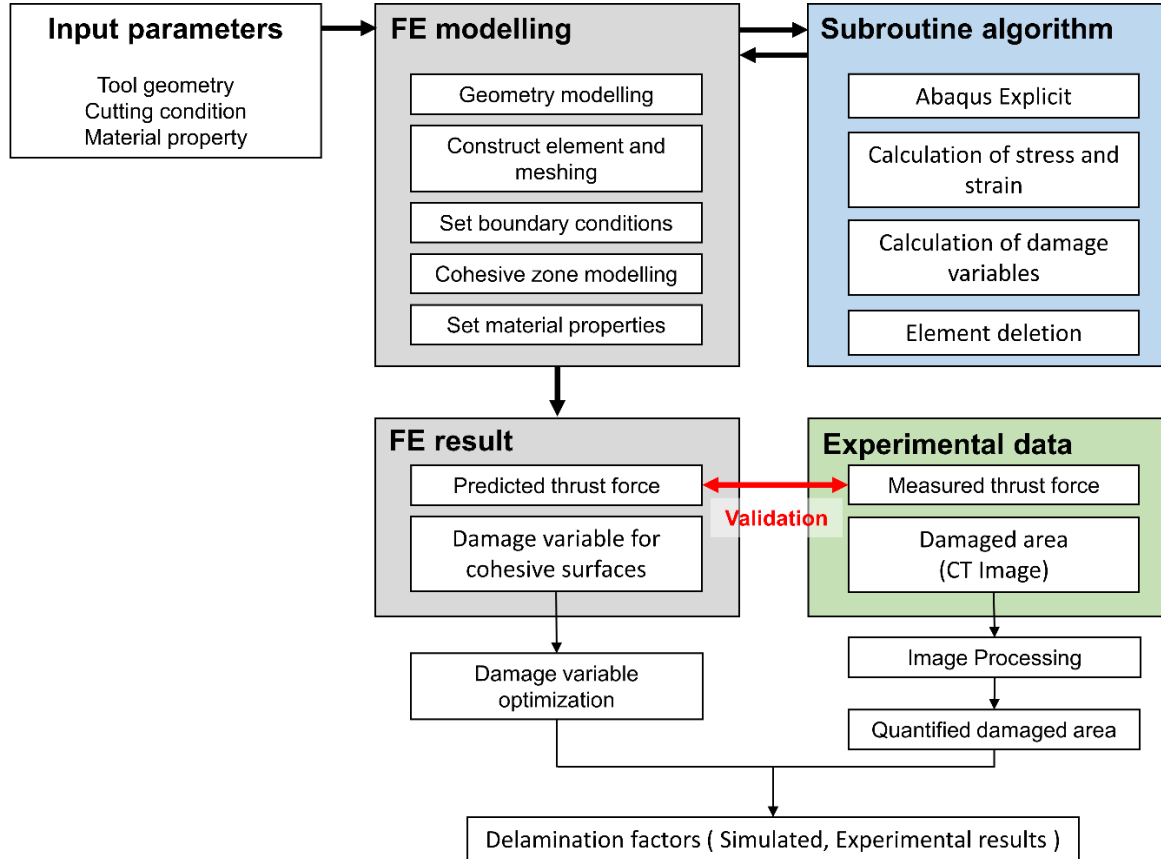 Input parameters
Tool geometry
Cutting condition
Material property
FE modelling
Geometry modelling
Construct element and
meshing
Set boundary conditions
Cohesive zone modelling
Set material properties
Subroutine algorithm
Abaqus Explicit
Calculation of stress and
strain
Calculation of damage
variables
Element deletion
FE result
Predicted thrust force
Damage variable for
cohesive surfaces
Validation
Experimental data
Measured thrust force
Damaged area
(CT Image)
Damage variable
optimization
Image Processing
Quantified damaged area
Delamination factors ( Simulated, Experimental results )